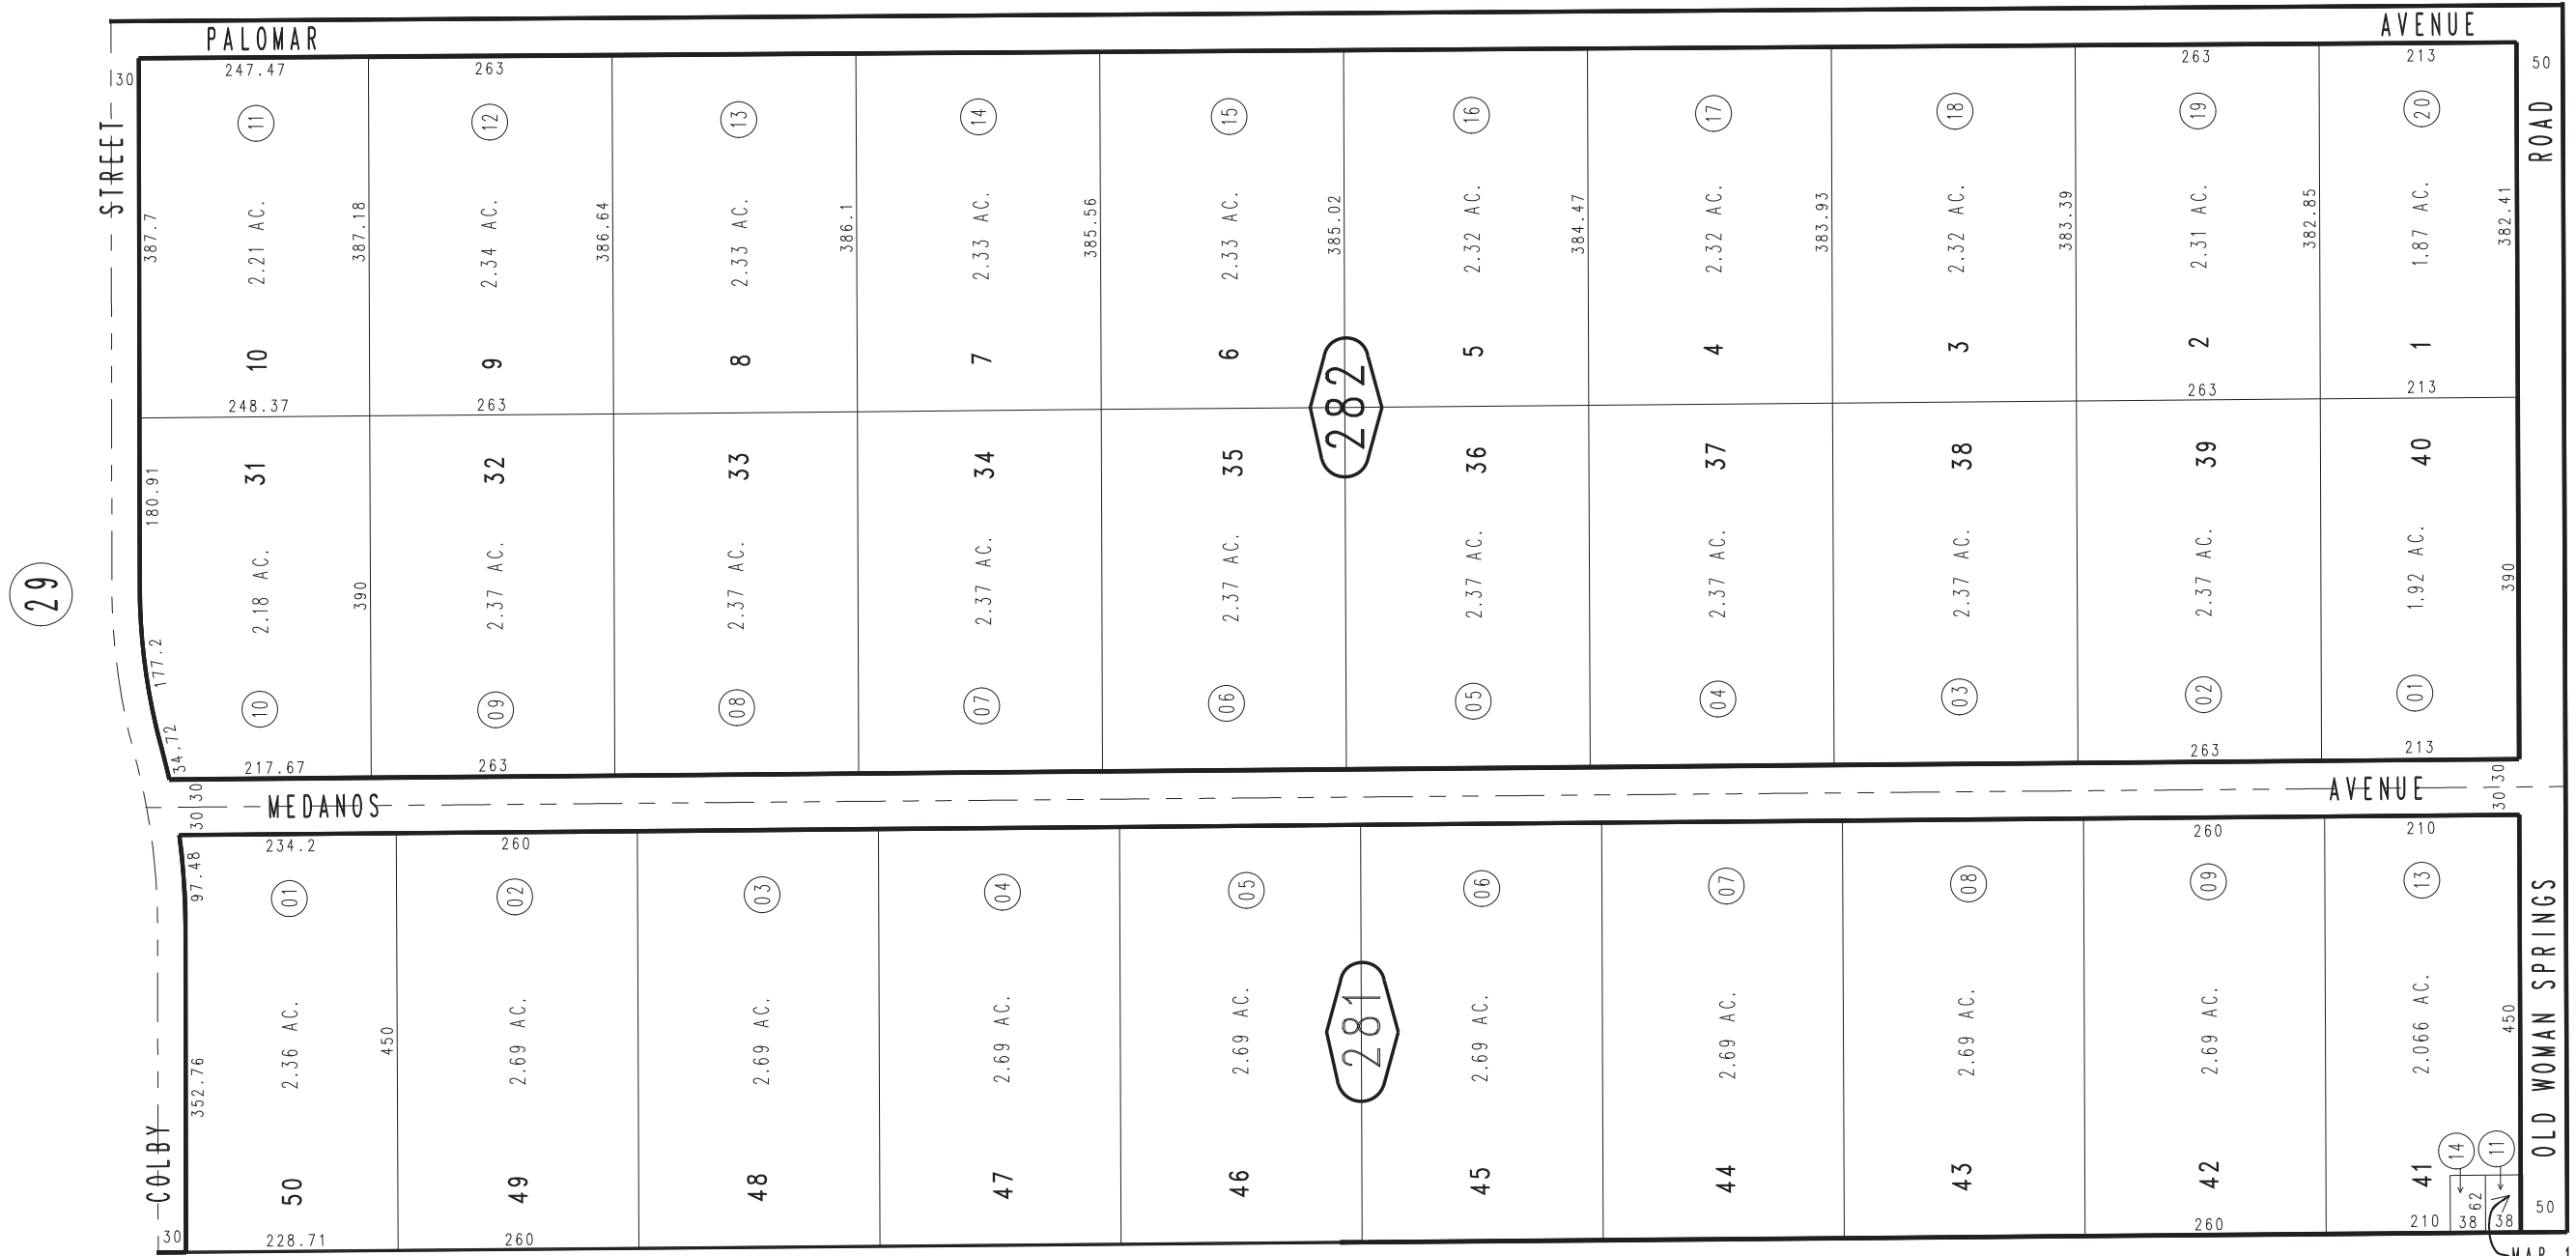 PALOMAR AVENUE
30 247.47 263 263 213 50
STREET ROAD
11 12 13 14 15 16 17 18 19 20
387.7 2.21 AC. 387.18 2.34 AC. 386.64 2.33 AC. 386.1 2.33 AC. 385.56 2.33 AC. 385.02 2.32 AC. 384.47 2.32 AC. 383.93 2.32 AC. 383.39 2.31 AC. 382.85 1.87 AC. 382.41
10 9 8 7 6 5 4 3 2 1
248.37 263 263 213
282
31 32 33 34 35 36 37 38 39 40
180.91
29
2.18 AC. 390 2.37 AC. 2.37 AC. 2.37 AC. 2.37 AC. 2.37 AC. 2.37 AC. 2.37 AC. 2.37 AC. 1.92 AC. 390
177.2
10 09 08 07 06 05 04 03 02 01
34.72
217.67 263 263 213
30 30
MEDANOS AVENUE
30 30
234.2 260 260 210
97.48
01 02 03 04 05 06 07 08 09 13
281
352.76 2.36 AC. 450 2.69 AC. 2.69 AC. 2.69 AC. 2.69 AC. 2.69 AC. 2.69 AC. 2.69 AC. 2.69 AC. 2.066 AC. 450
COLBY OLD WOMAN SPRINGS
14 11
50 49 48 47 46 45 44 43 42 41
62
30 228.71 260 260 210 38 38 50